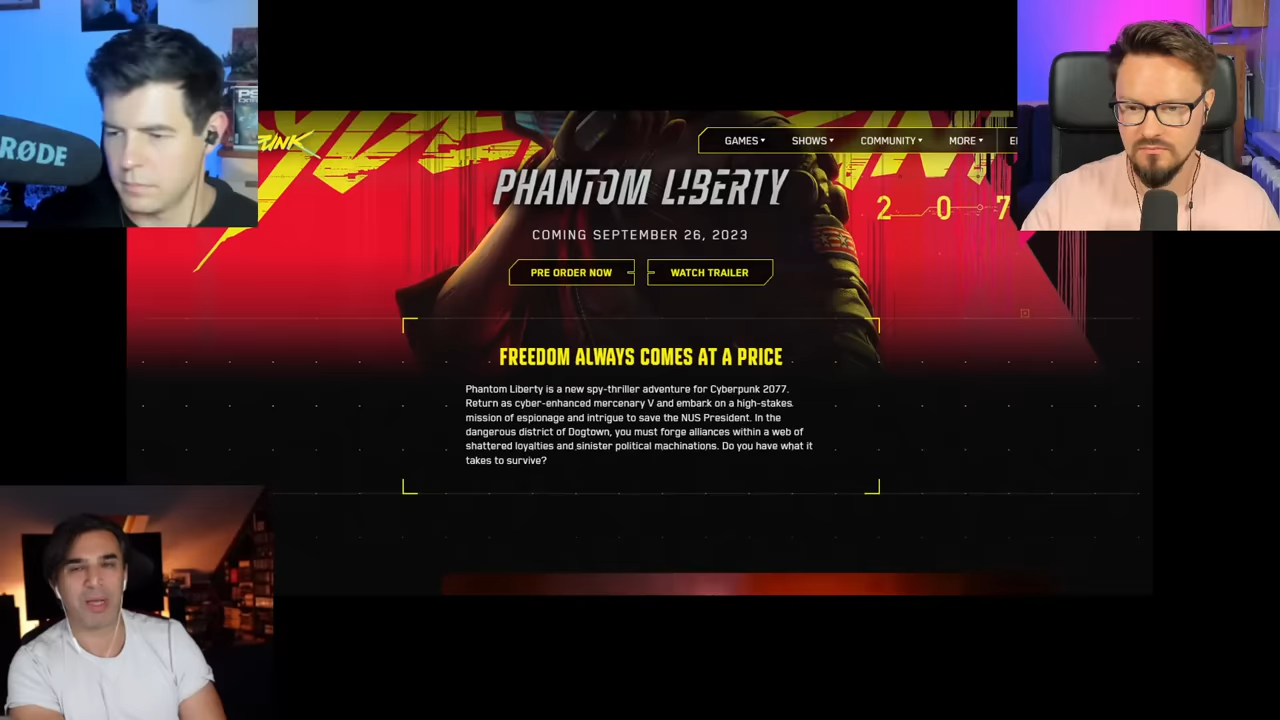 RØDE
GAMES
SHOWS
COMMUNITY
MORE
PHANTOM LIBERTY
2 0 7
COMING SEPTEMBER 26, 2023
PRE ORDER NOW
WATCH TRAILER
FREEDOM ALWAYS COMES AT A PRICE
Phantom Liberty is a new spy-thriller adventure for Cyberpunk 2077.
Return as cyber-enhanced mercenary V and embark on a high-stakes
mission of espionage and intrigue to save the NUS President. In the
dangerous district of Dogtown, you must forge alliances within a web of
shattered loyalties and sinister political machinations. Do you have what it
takes to survive?